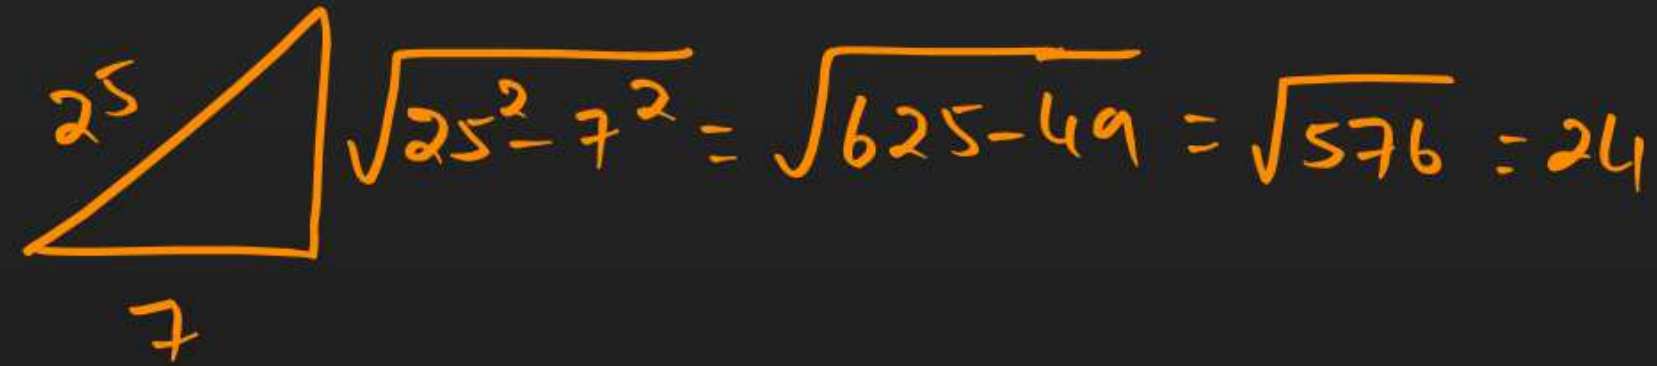 25
√25²-7² = √625-49 = √576 = 24
7